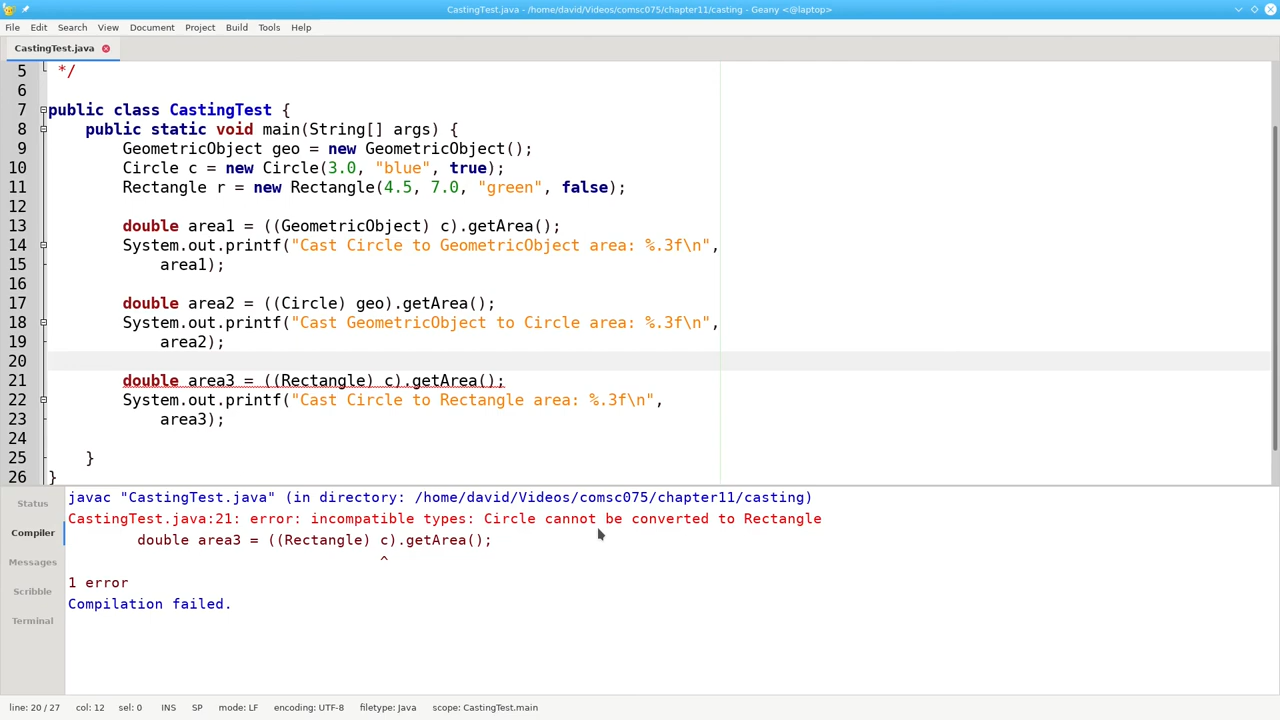 CastingTest.java - /home/david/Videos/comsc075/chapter11/casting - Geany <@laptop>
File Edit Search View Document Project Build Tools Help
CastingTest.java
5 */
6
7 public class CastingTest {
8     public static void main(String[] args) {
9         GeometricObject geo = new GeometricObject();
10         Circle c = new Circle(3.0, "blue", true);
11         Rectangle r = new Rectangle(4.5, 7.0, "green", false);
12
13         double area1 = ((GeometricObject) c).getArea();
14         System.out.printf("Cast Circle to GeometricObject area: %.3f\n",
15             area1);
16
17         double area2 = ((Circle) geo).getArea();
18         System.out.printf("Cast GeometricObject to Circle area: %.3f\n",
19             area2);
20
21         double area3 = ((Rectangle) c).getArea();
22         System.out.printf("Cast Circle to Rectangle area: %.3f\n",
23             area3);
24
25     }
26 }
Status
Compiler
Messages
Scribble
Terminal
javac "CastingTest.java" (in directory: /home/david/Videos/comsc075/chapter11/casting)
CastingTest.java:21: error: incompatible types: Circle cannot be converted to Rectangle
        double area3 = ((Rectangle) c).getArea();
                                    ^
1 error
Compilation failed.
line: 20 / 27 col: 12 sel: 0 INS SP mode: LF encoding: UTF-8 filetype: Java scope: CastingTest.main